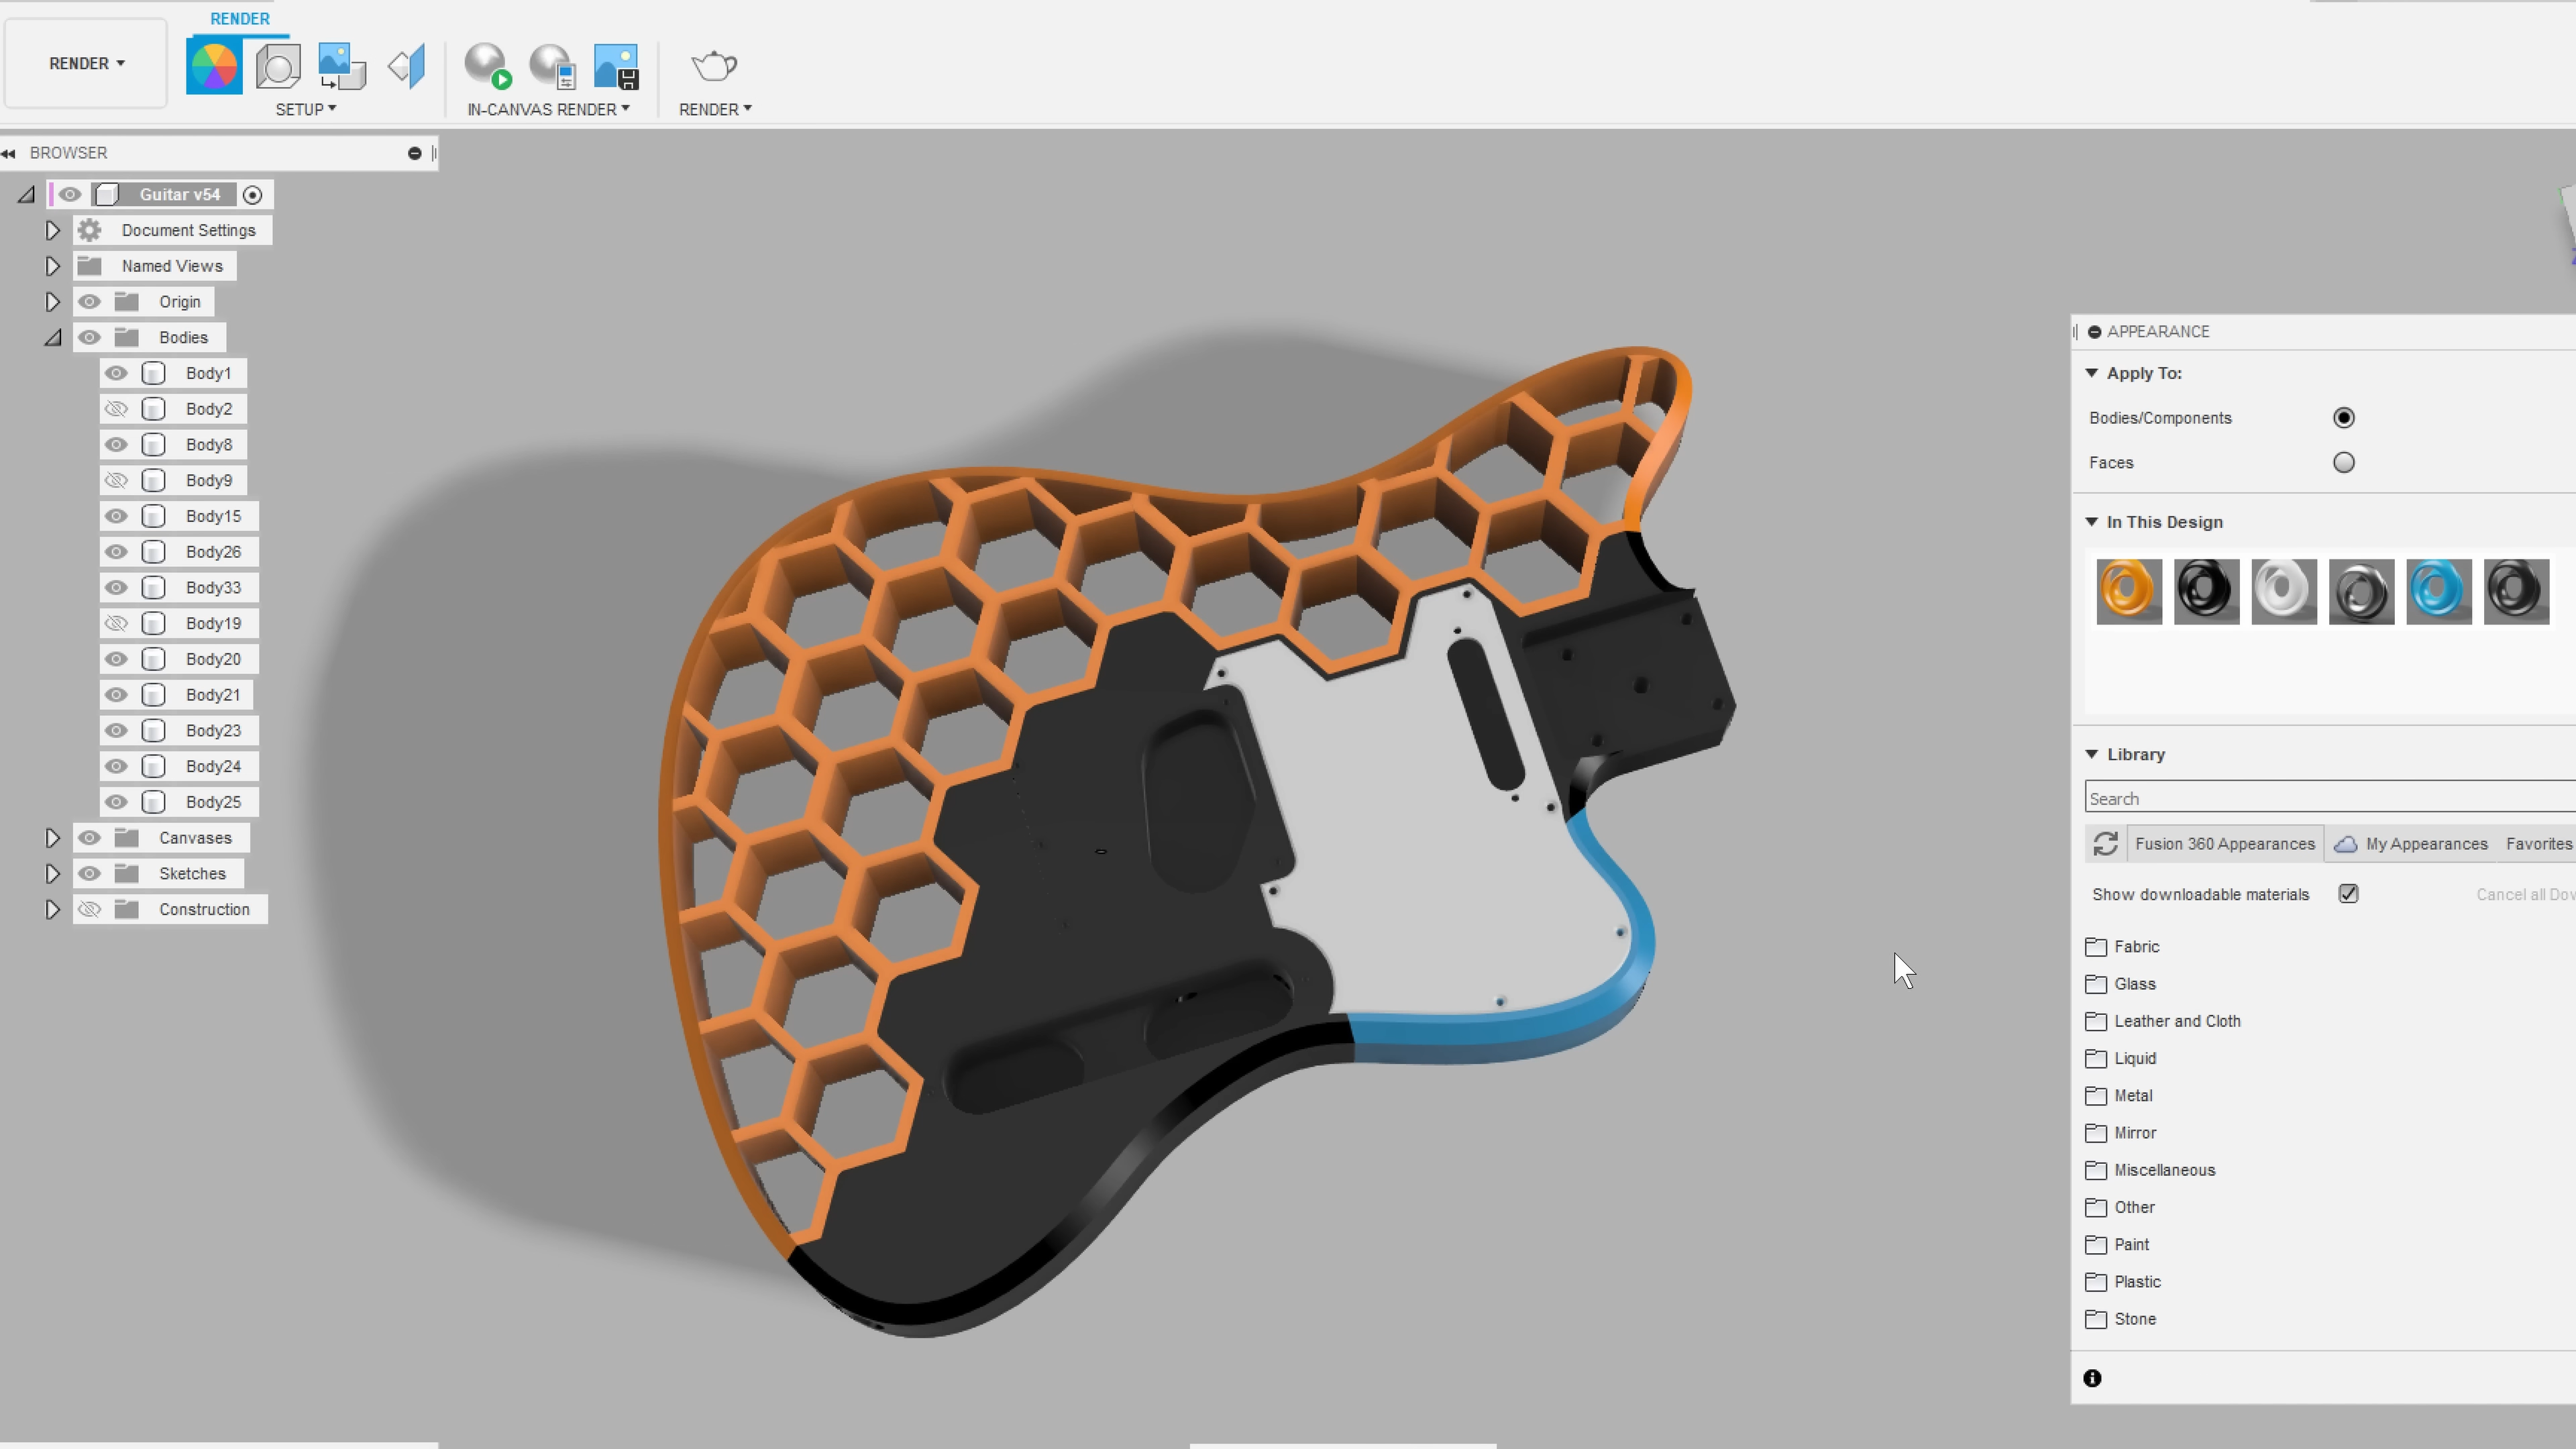 RENDER
RENDER
SETUP
IN-CANVAS RENDER
RENDER
BROWSER
Guitar v54
Document Settings
Named Views
Origin
Bodies
Body1
Body2
Body8
Body9
Body15
Body26
Body33
Body19
Body20
Body21
Body23
Body24
Body25
Canvases
Sketches
Construction
APPEARANCE
Apply To:
Bodies/Components
Faces
In This Design
Library
Search
Fusion 360 Appearances My Appearances Favorites
Show downloadable materials Cancel all Dow
Fabric
Glass
Leather and Cloth
Liquid
Metal
Mirror
Miscellaneous
Other
Paint
Plastic
Stone